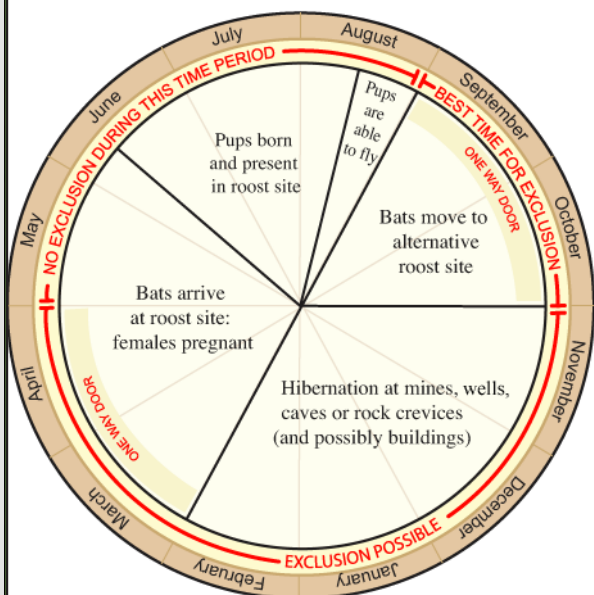 January
February
March
April
May
June
July
August
September
October
November
December
NO EXCLUSION DURING THIS TIME PERIOD
BEST TIME FOR EXCLUSION
EXCLUSION POSSIBLE
Pups born
and present
in roost site
Pups
are
able
to fly
ONE WAY DOOR
Bats move to
alternative
roost site
Bats arrive
at roost site:
females pregnant
ONE WAY DOOR
Hibernation at mines, wells,
caves or rock crevices
(and possibly buildings)